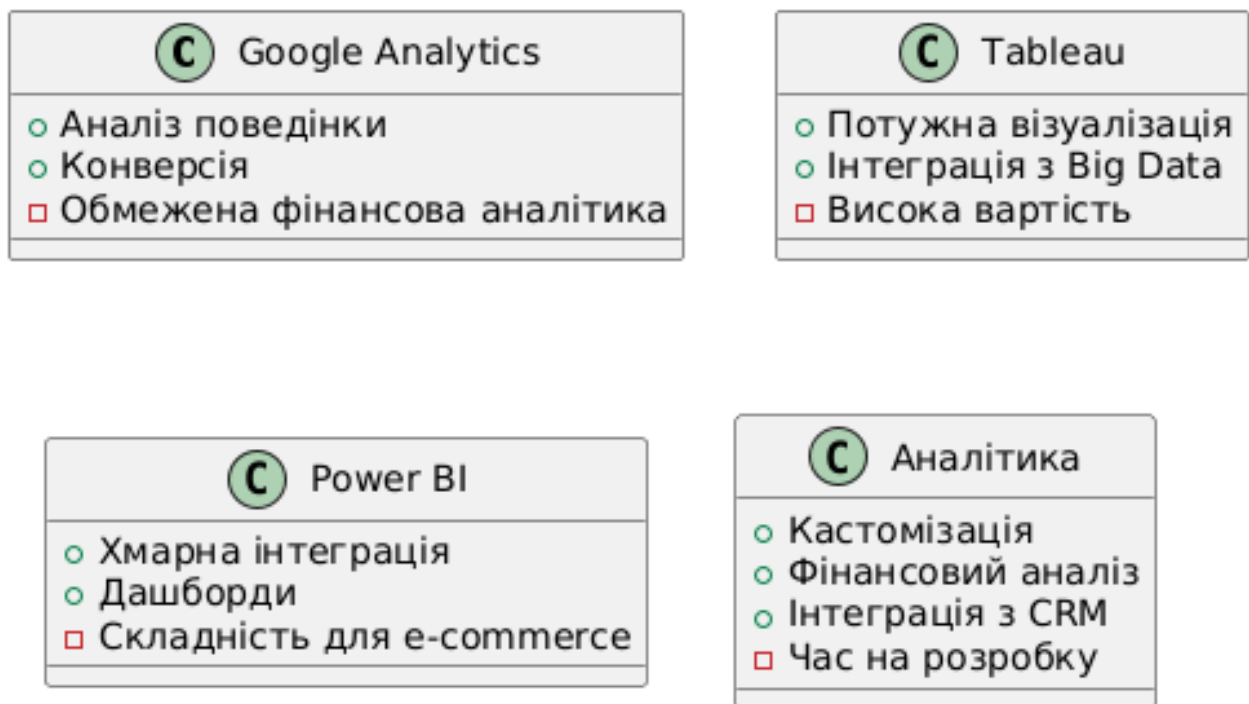 C Google Analytics
Аналіз поведінки
Конверсія
Обмежена фінансова аналітика
C Tableau
Потужна візуалізація
Інтеграція з Big Data
Висока вартість
C Power BI
Хмарна інтеграція
Дашборди
Складність для e-commerce
C Аналітика
Кастомізація
Фінансовий аналіз
Інтеграція з CRM
Час на розробку